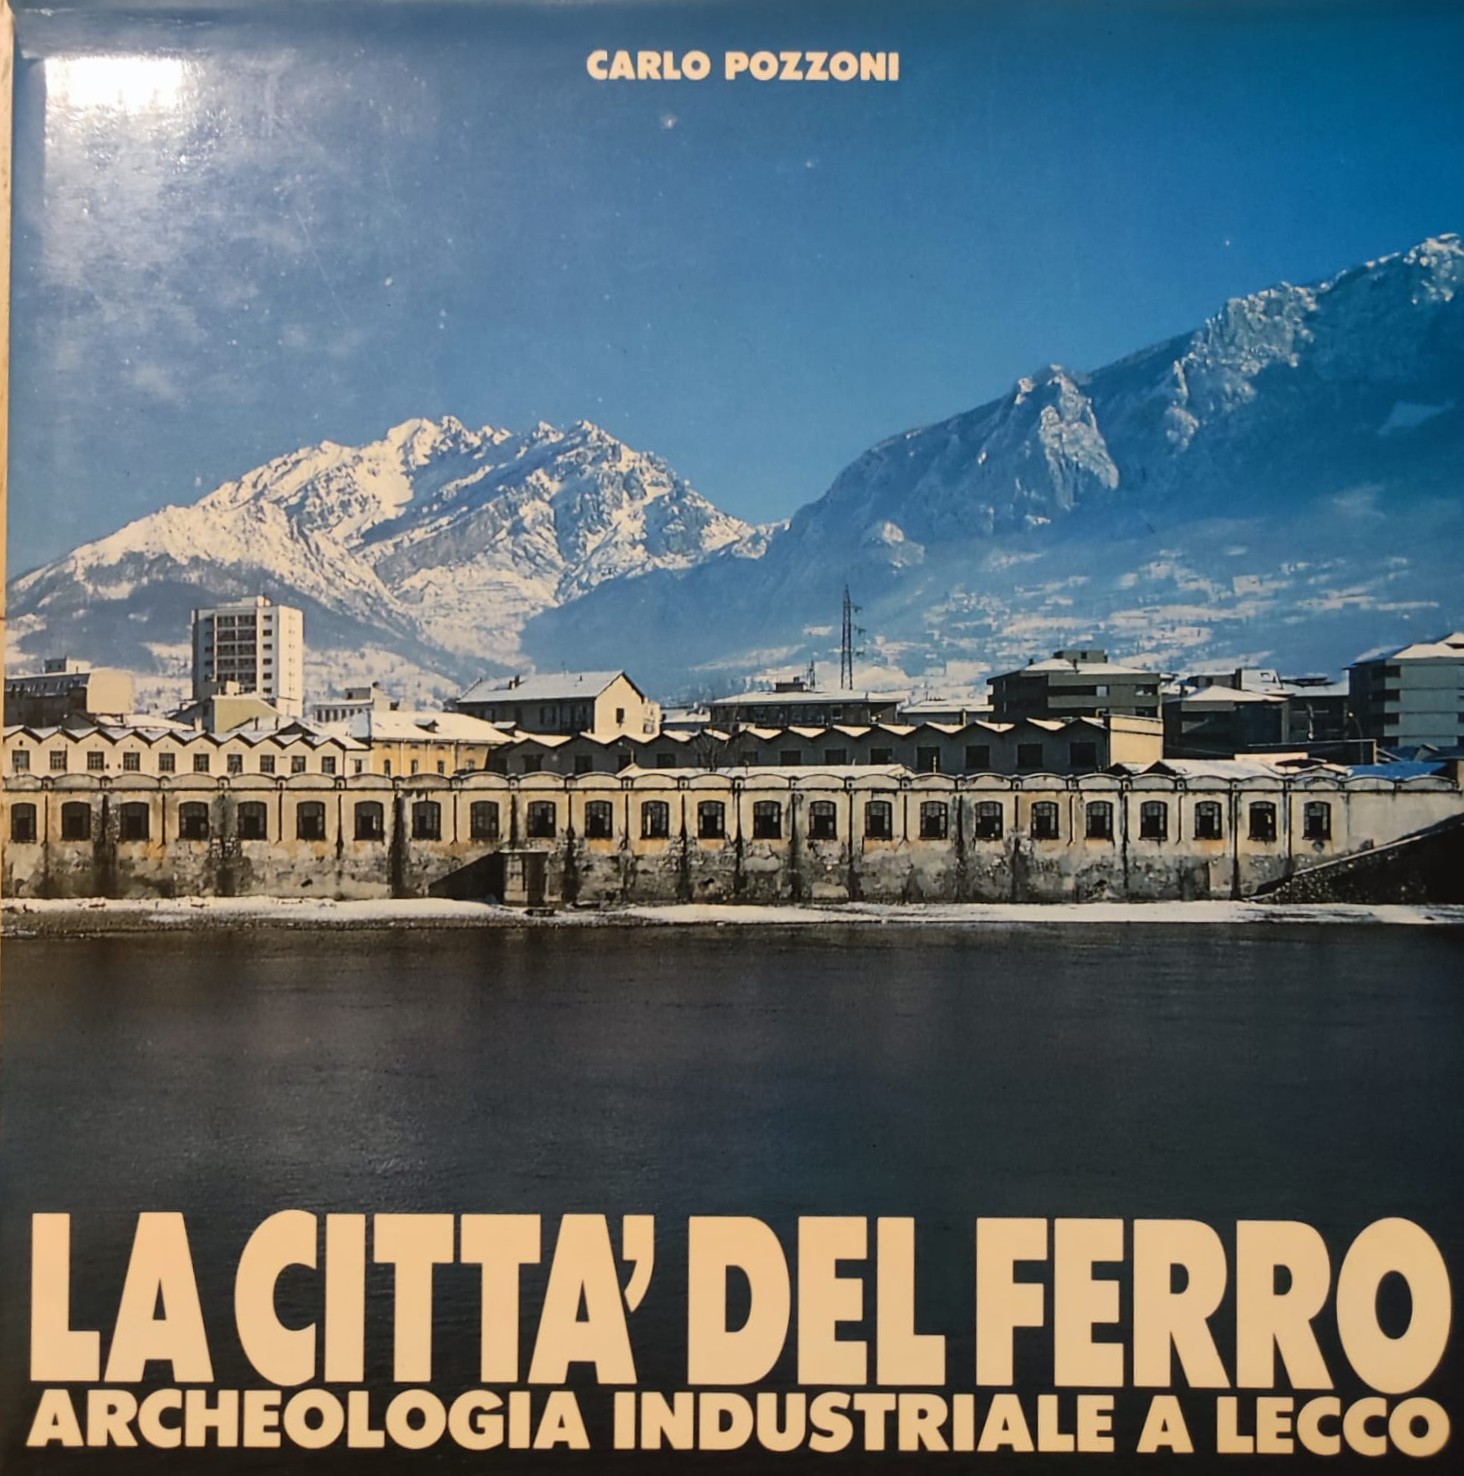 CARLO POZZONI
LA CITTA' DEL FERRO
ARCHEOLOGIA INDUSTRIALE A LECCO